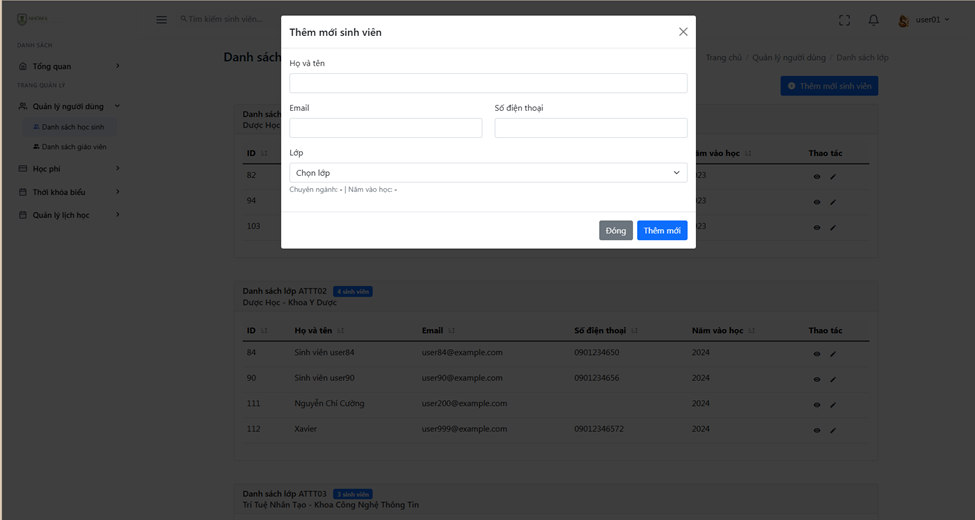 Tìm kiếm sinh viên...
user01
DANH SÁCH
Tổng quan
TRANG QUẢN LÝ
Quản lý người dùng
Danh sách học sinh
Danh sách giáo viên
Học phí
Thời khóa biểu
Quản lý lịch học
Danh sách
Trang chủ / Quản lý người dùng / Danh sách lớp
Thêm mới sinh viên
Thêm mới sinh viên
Họ và tên
Email
Số điện thoại
Lớp
Chọn lớp
Chuyên ngành: - | Năm vào học: -
Đóng
Thêm mới
Danh sách
Dược Học
ID
ăm vào học
Thao tác
82
023
94
023
103
023
Danh sách lớp ATTT02 4 sinh viên
Dược Học - Khoa Y Dược
ID Họ và tên Email Số điện thoại Năm vào học Thao tác
84 Sinh viên user84 user84@example.com 0901234650 2024
90 Sinh viên user90 user90@example.com 0901234656 2024
111 Nguyễn Chí Cường user200@example.com 2024
112 Xavier user999@example.com 09012346572 2024
Danh sách lớp ATTT03 3 sinh viên
Trí Tuệ Nhân Tạo - Khoa Công Nghệ Thông Tin